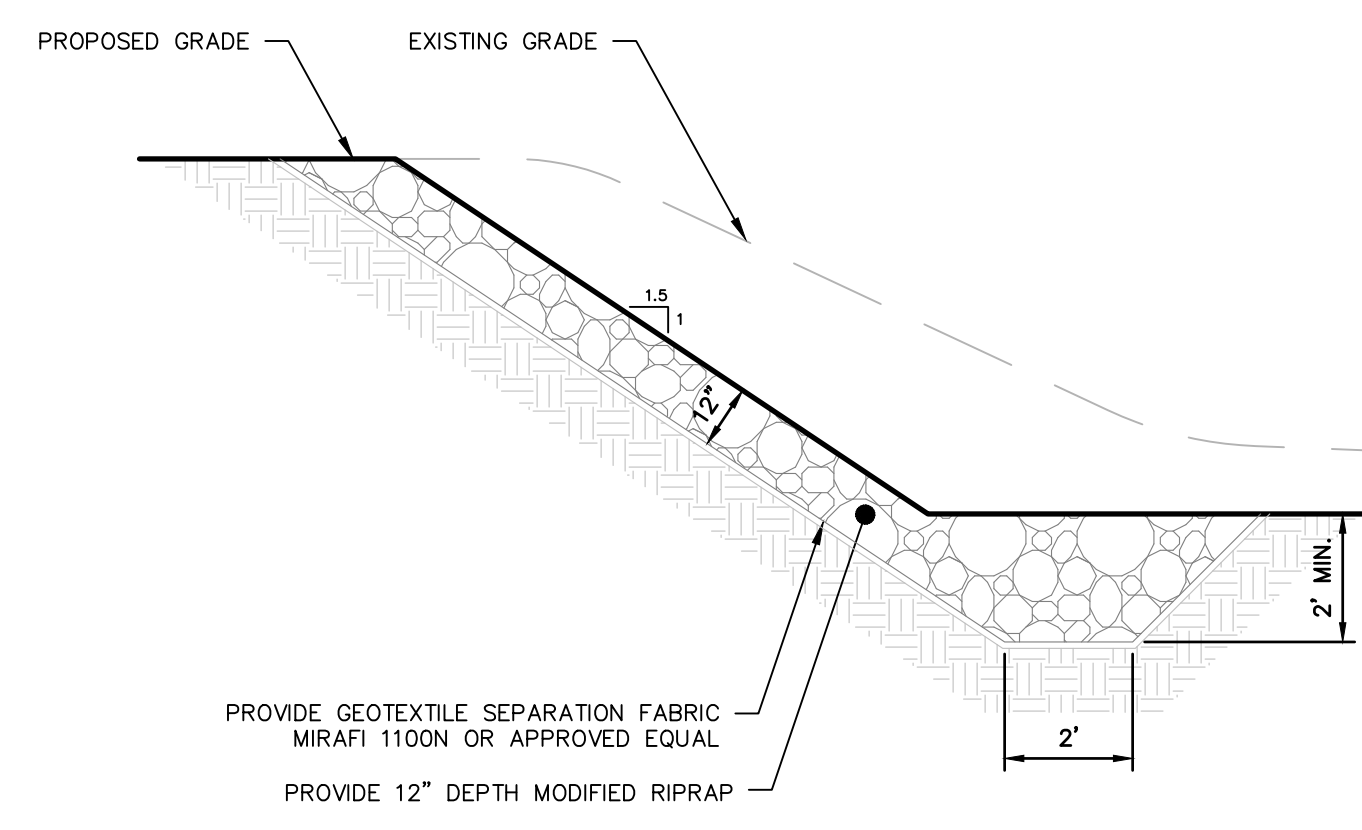 PROPOSED GRADE
EXISTING GRADE
1.5
1
12"
2' MIN.
PROVIDE GEOTEXTILE SEPARATION FABRIC
MIRAFI 1100N OR APPROVED EQUAL
2'
PROVIDE 12" DEPTH MODIFIED RIPRAP